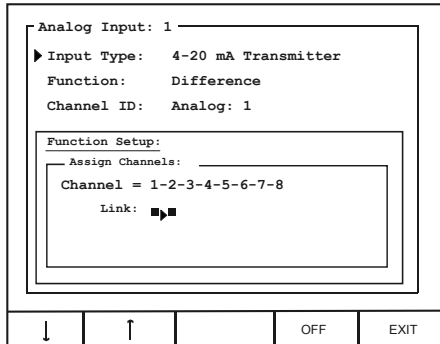 Analog Input: 1
Input Type: 4-20 mA Transmitter
Function: Difference
Channel ID: Analog: 1
Function Setup:
Assign Channels:
Channel = 1-2-3-4-5-6-7-8
Link:
OFF EXIT